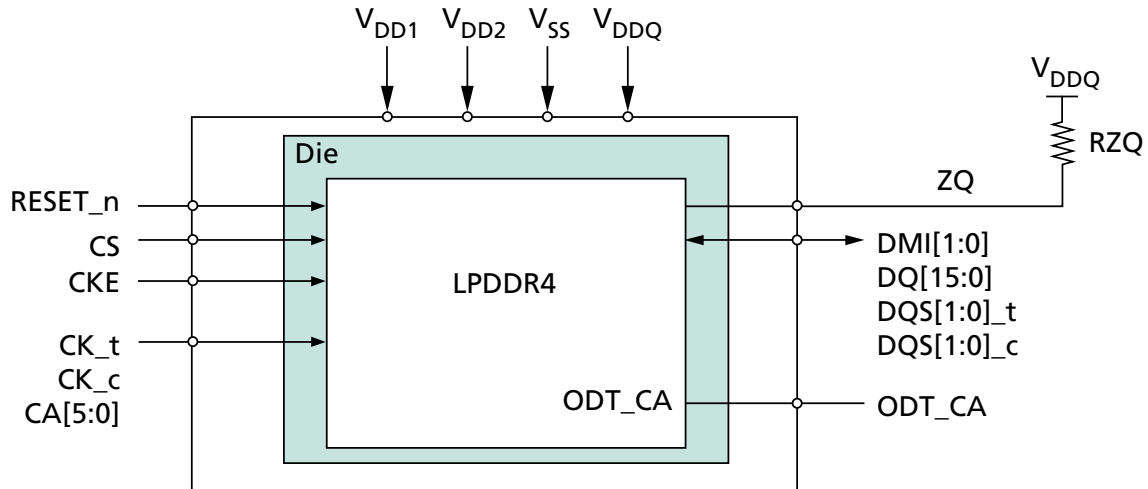 VDD1 VDD2 VSS VDDQ
VDDQ
RZQ
Die
ZQ
RESET_n
CS
CKE
CK_t
CK_c
CA[5:0]
LPDDR4
ODT_CA
DMI[1:0]
DQ[15:0]
DQS[1:0]_t
DQS[1:0]_c
ODT_CA